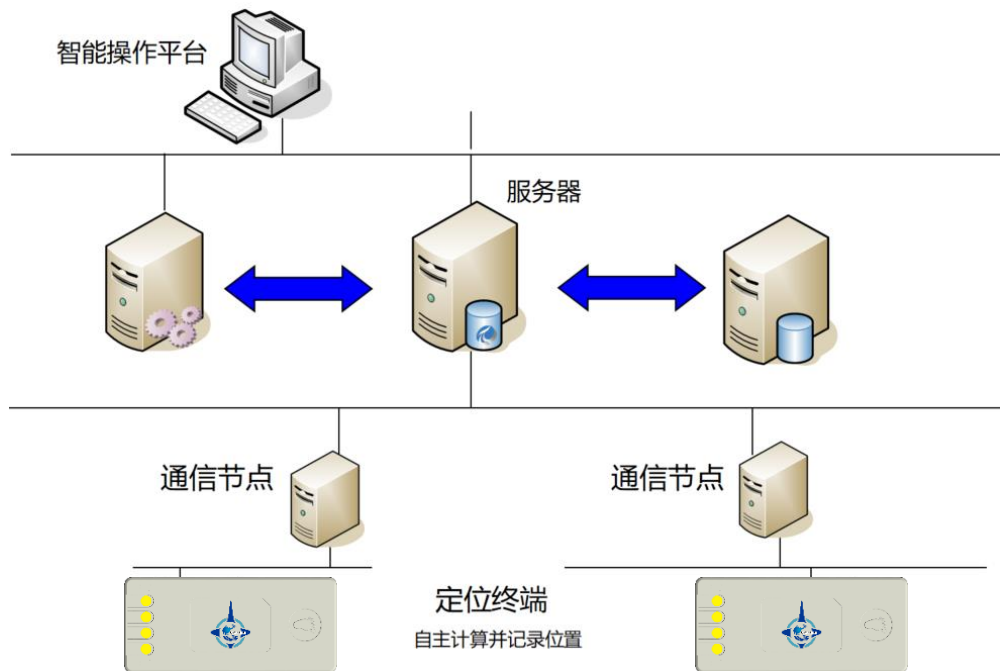 智能操作平台
服务器
通信节点
通信节点
定位终端
自主计算并记录位置